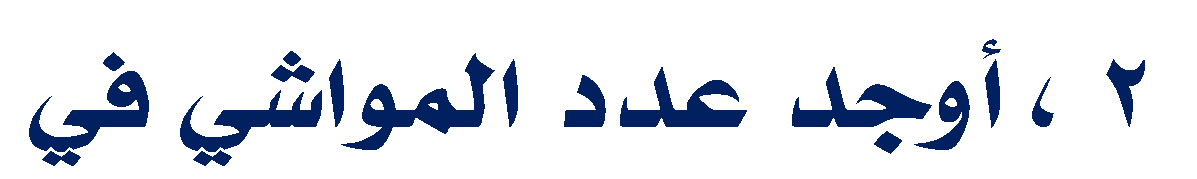 ٢ ، أوجد عدد المواشي في